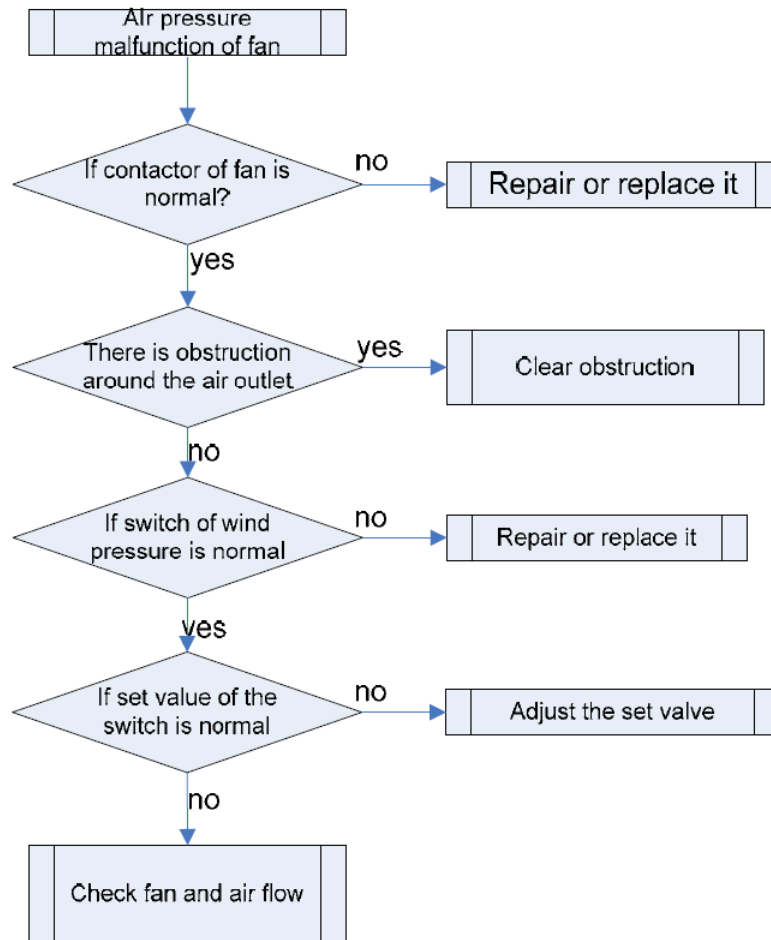 Air pressure
malfunction of fan
If contactor of fan is
normal?
no
Repair or replace it
yes
There is obstruction
around the air outlet
yes
Clear obstruction
no
If switch of wind
pressure is normal
no
Repair or replace it
yes
If set value of the
switch is normal
no
Adjust the set valve
no
Check fan and air flow